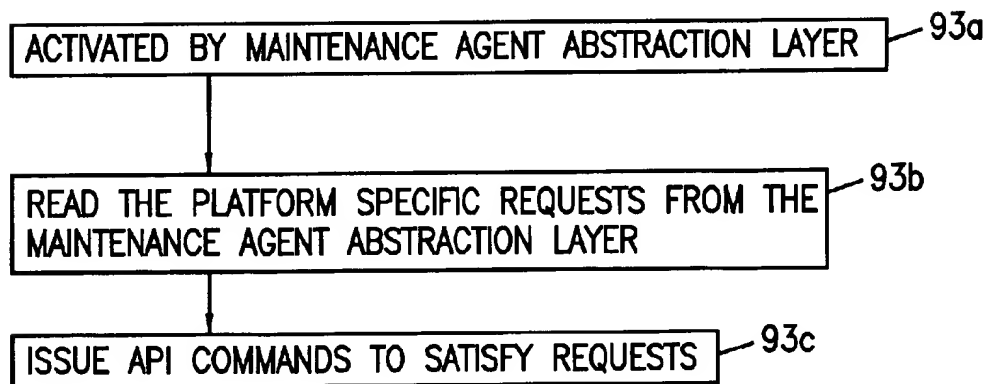 ACTIVATED BY MAINTENANCE AGENT ABSTRACTION LAYER
93a
READ THE PLATFORM SPECIFIC REQUESTS FROM THE
MAINTENANCE AGENT ABSTRACTION LAYER
93b
ISSUE API COMMANDS TO SATISFY REQUESTS
93c